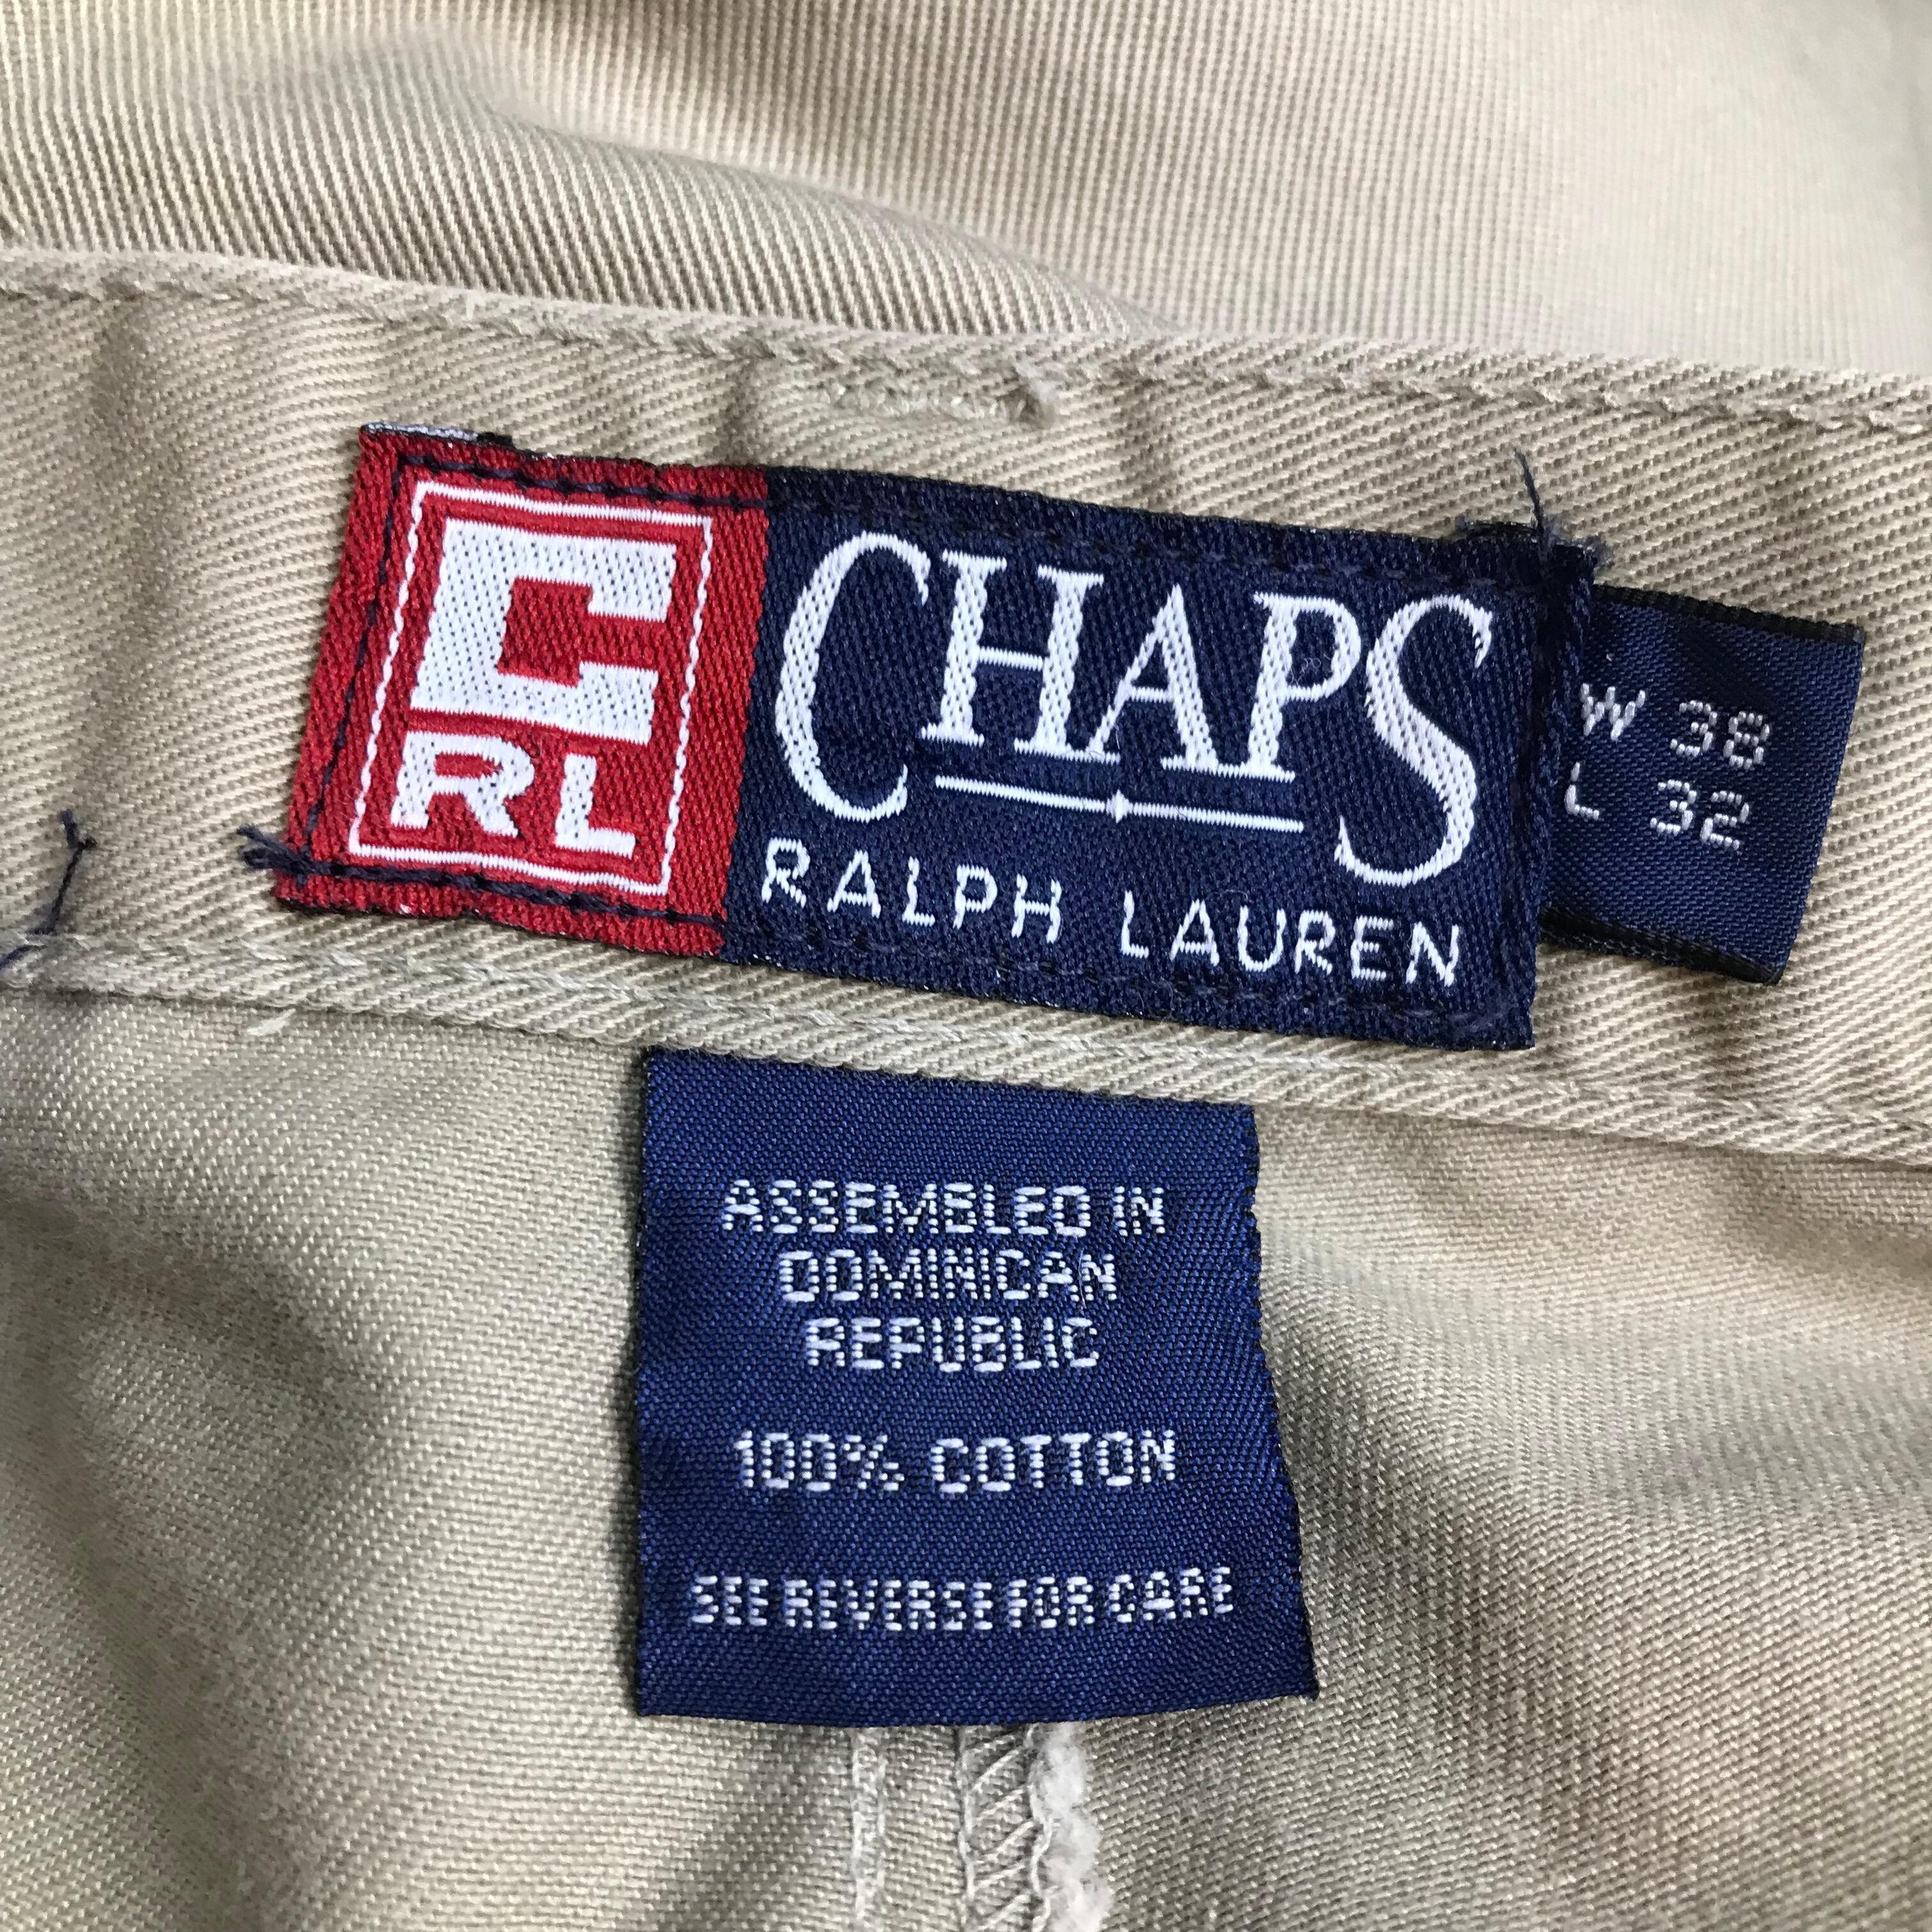 C
RL
CHAPS
RALPH LAUREN
W 38
L 32
ASSEMBLED IN
DOMINICAN
REPUBLIC
100% COTTON
SEE REVERSE FOR CARE